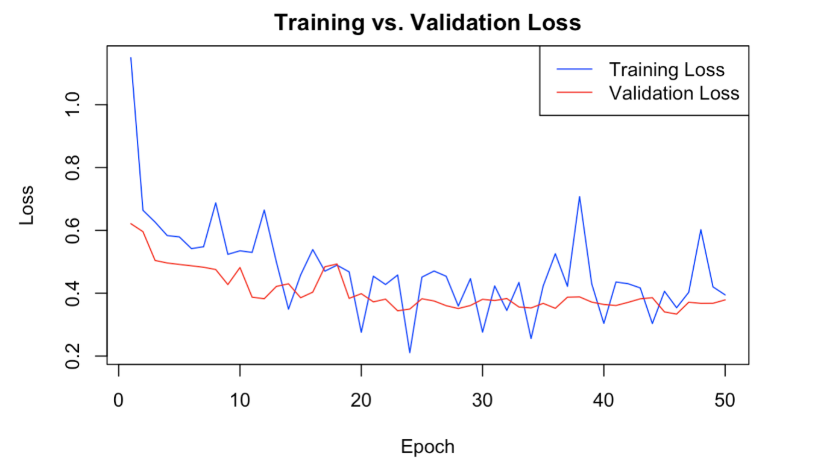 Training vs. Validation Loss
Training Loss
Validation Loss
Loss
1.0
0.8
0.6
0.4
0.2
0 10 20 30 40 50
Epoch